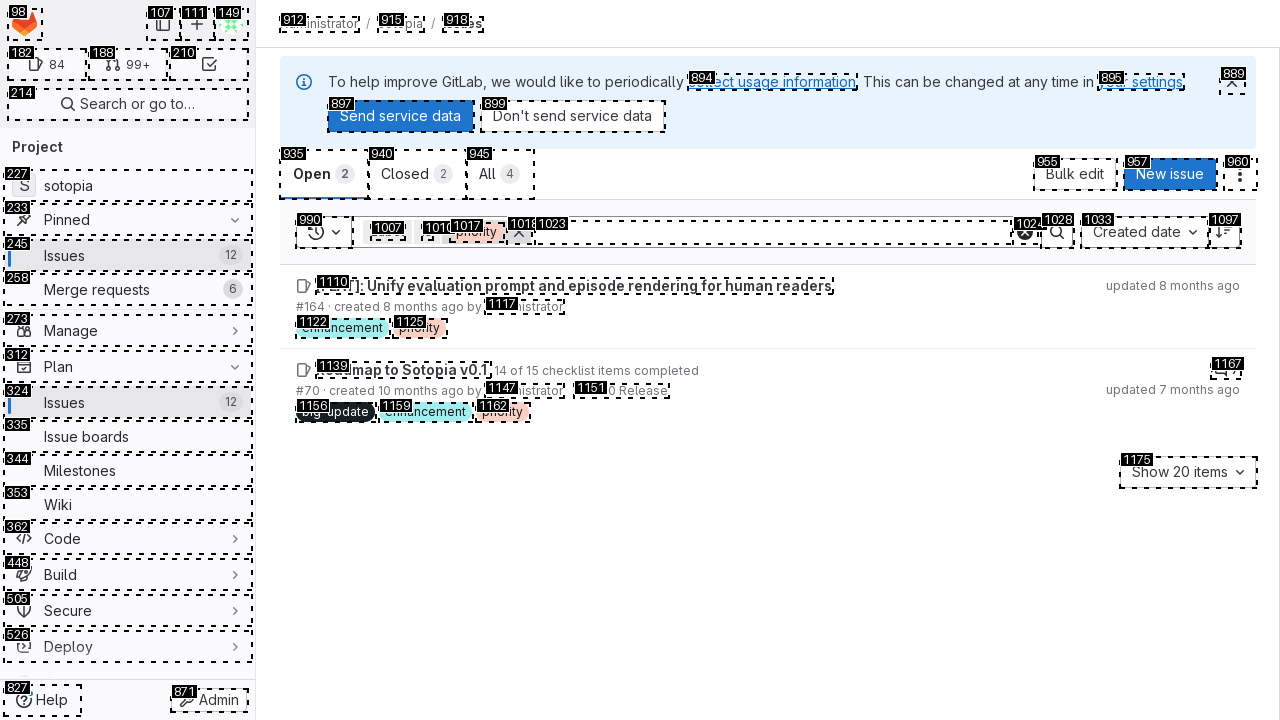 98
107
111
149
182
84
188
99+
210
214
Search or go to…
Project
227
S
sotopia
233
Pinned
245
Issues
12
258
Merge requests
6
273
Manage
312
Plan
324
Issues
12
335
Issue boards
344
Milestones
353
Wiki
362
Code
448
Build
505
Secure
526
Deploy
827
Help
871
Admin
912
/
915
/
918
To help improve GitLab, we would like to periodically
894
usage information
. This can be changed at any time in
895
settings
.
889
897
Send service data
899
Don't send service data
935
Open 2
940
Closed 2
945
All 4
955
Bulk edit
957
New issue
960
990
1007
1010
1017
priority
1018
1023
1024
1028
1033
Created date
1097
1110
: Unify evaluation prompt and episode rendering for human readers
updated 8 months ago
#164 · created 8 months ago by
1117
1122
enhancement
1125
priority
1139
to Sotopia v0.1
14 of 15 checklist items completed
1167
#70 · created 10 months ago by
1147
1151
0 Release
updated 7 months ago
1156
update
1159
enhancement
1162
priority
1175
Show 20 items